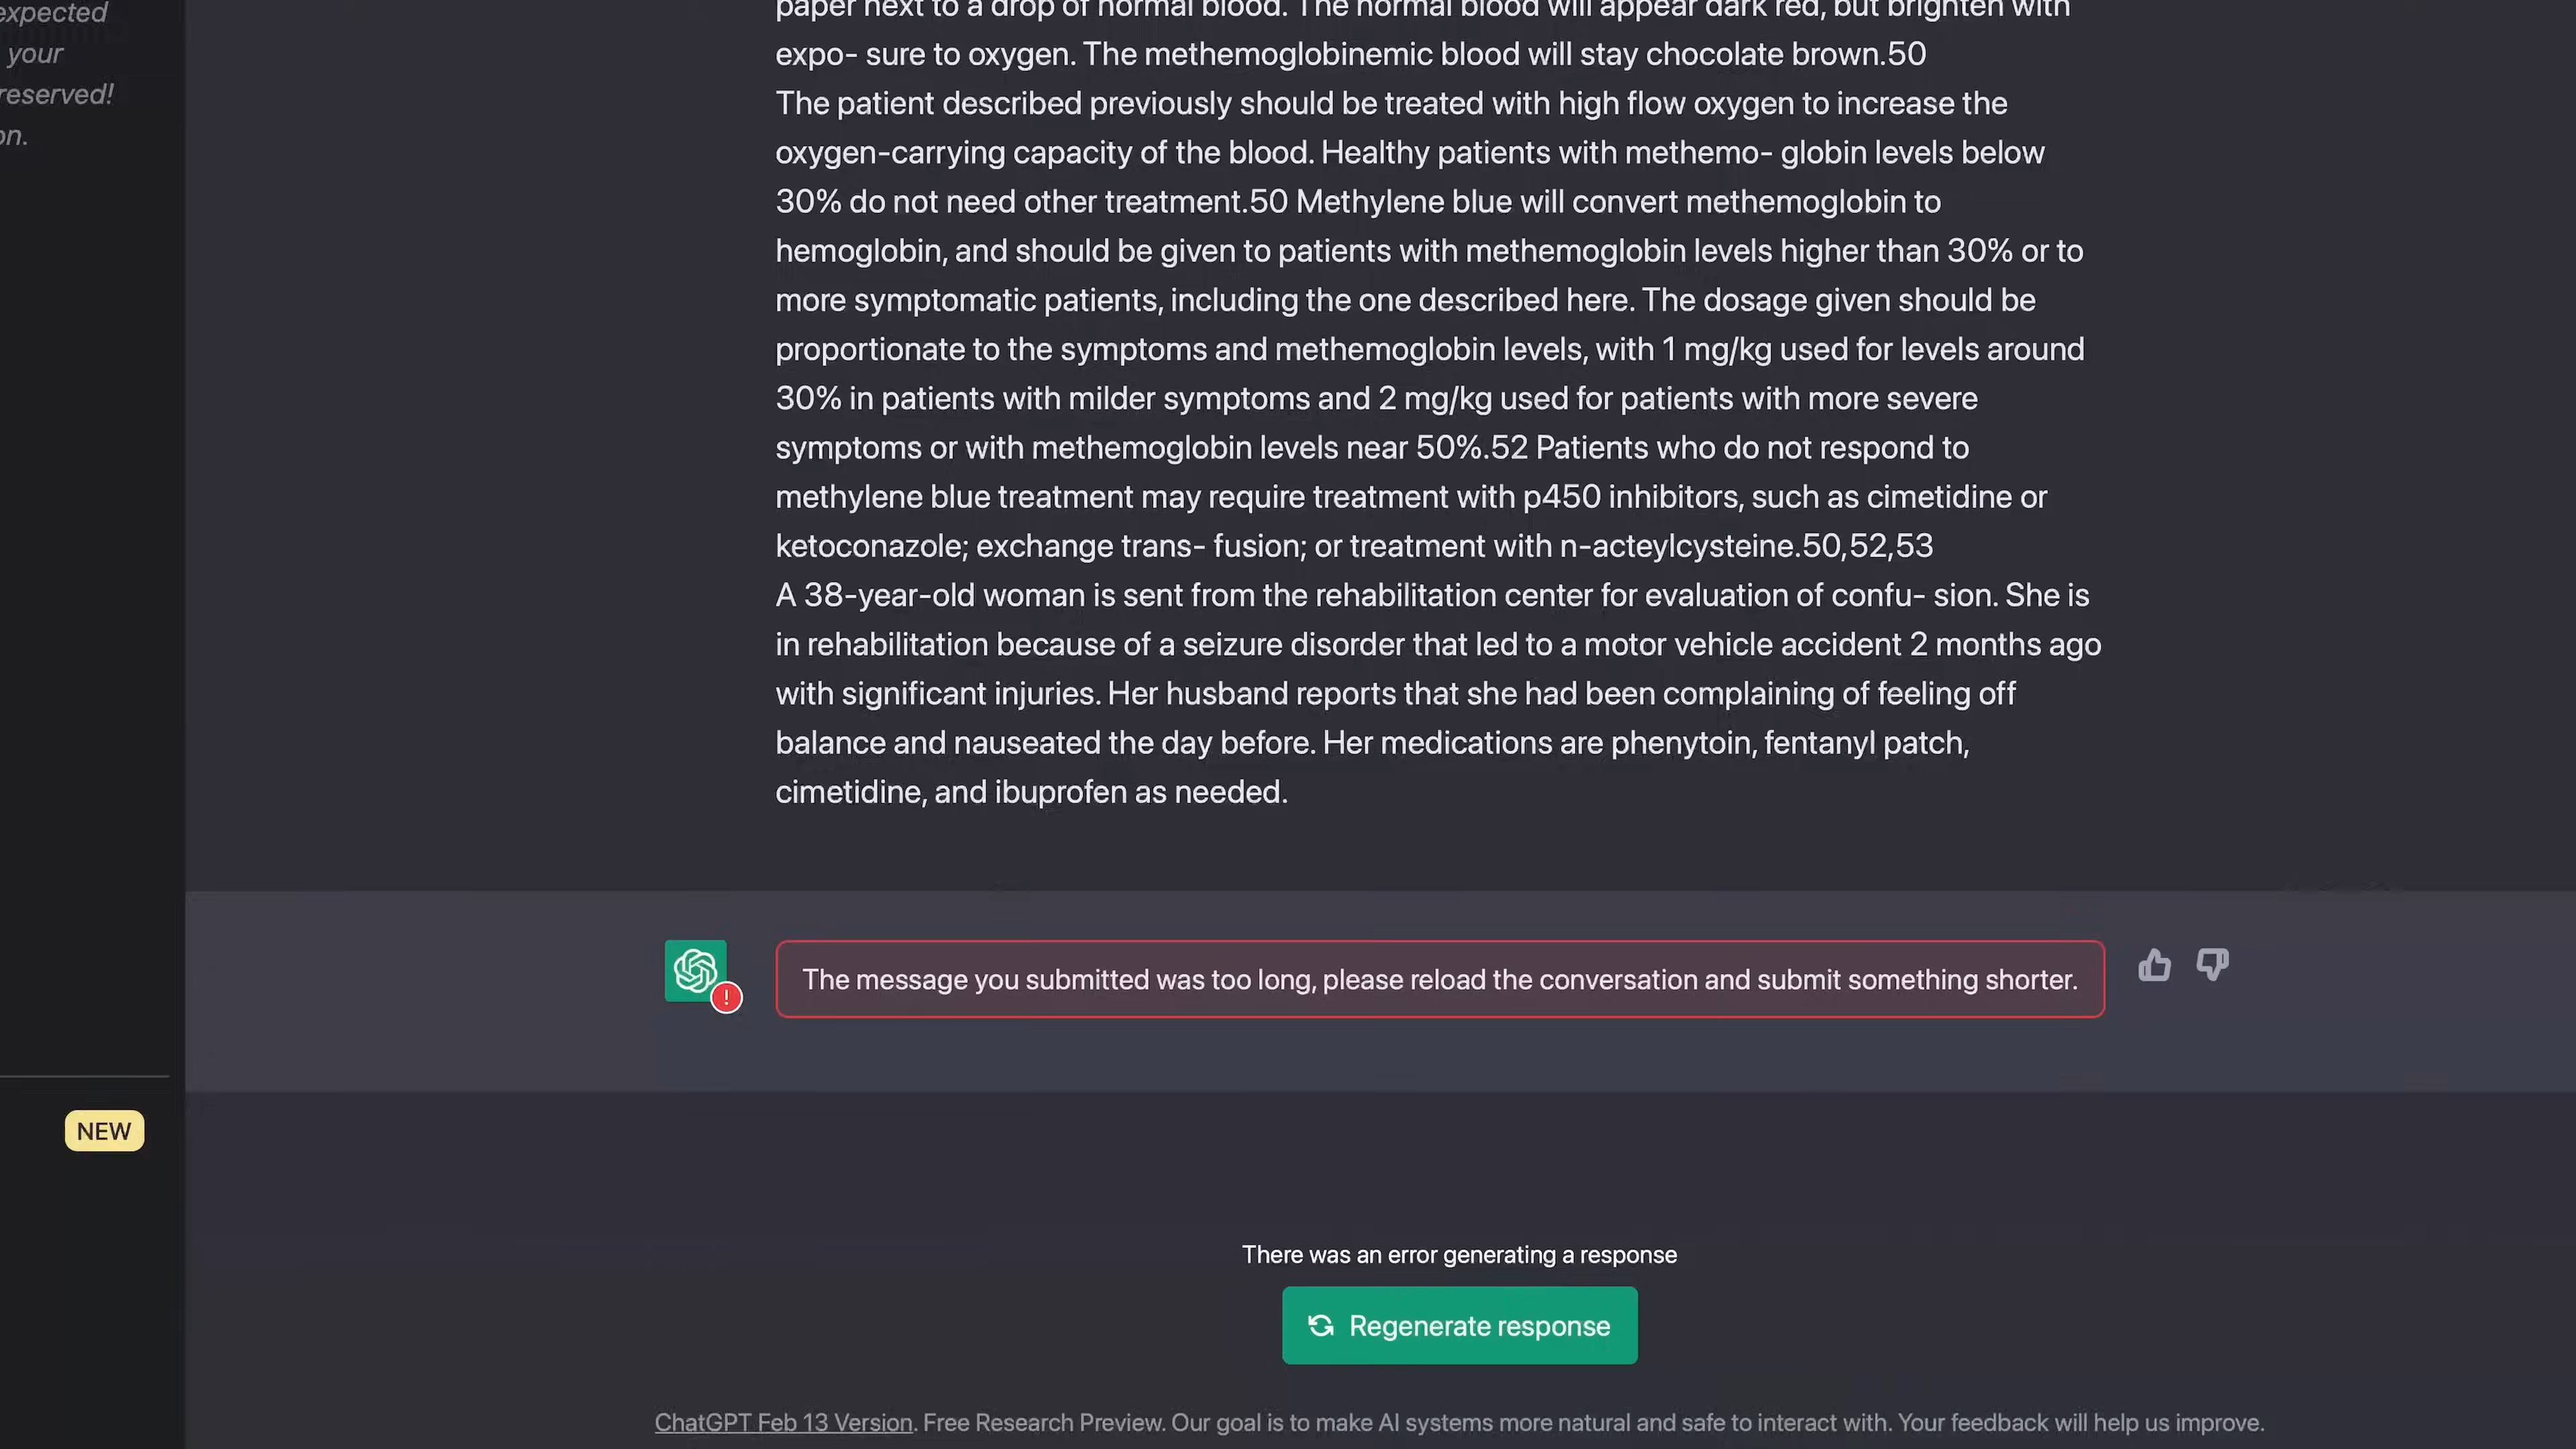 expected
your
reserved!
on.
NEW
paper next to a drop of normal blood. The normal blood will appear dark red, but brighten with
expo- sure to oxygen. The methemoglobinemic blood will stay chocolate brown.50
The patient described previously should be treated with high flow oxygen to increase the
oxygen-carrying capacity of the blood. Healthy patients with methemo- globin levels below
30% do not need other treatment.50 Methylene blue will convert methemoglobin to
hemoglobin, and should be given to patients with methemoglobin levels higher than 30% or to
more symptomatic patients, including the one described here. The dosage given should be
proportionate to the symptoms and methemoglobin levels, with 1 mg/kg used for levels around
30% in patients with milder symptoms and 2 mg/kg used for patients with more severe
symptoms or with methemoglobin levels near 50%.52 Patients who do not respond to
methylene blue treatment may require treatment with p450 inhibitors, such as cimetidine or
ketoconazole; exchange trans- fusion; or treatment with n-acteylcysteine.50,52,53
A 38-year-old woman is sent from the rehabilitation center for evaluation of confu- sion. She is
in rehabilitation because of a seizure disorder that led to a motor vehicle accident 2 months ago
with significant injuries. Her husband reports that she had been complaining of feeling off
balance and nauseated the day before. Her medications are phenytoin, fentanyl patch,
cimetidine, and ibuprofen as needed.
The message you submitted was too long, please reload the conversation and submit something shorter.
There was an error generating a response
Regenerate response
ChatGPT Feb 13 Version. Free Research Preview. Our goal is to make AI systems more natural and safe to interact with. Your feedback will help us improve.